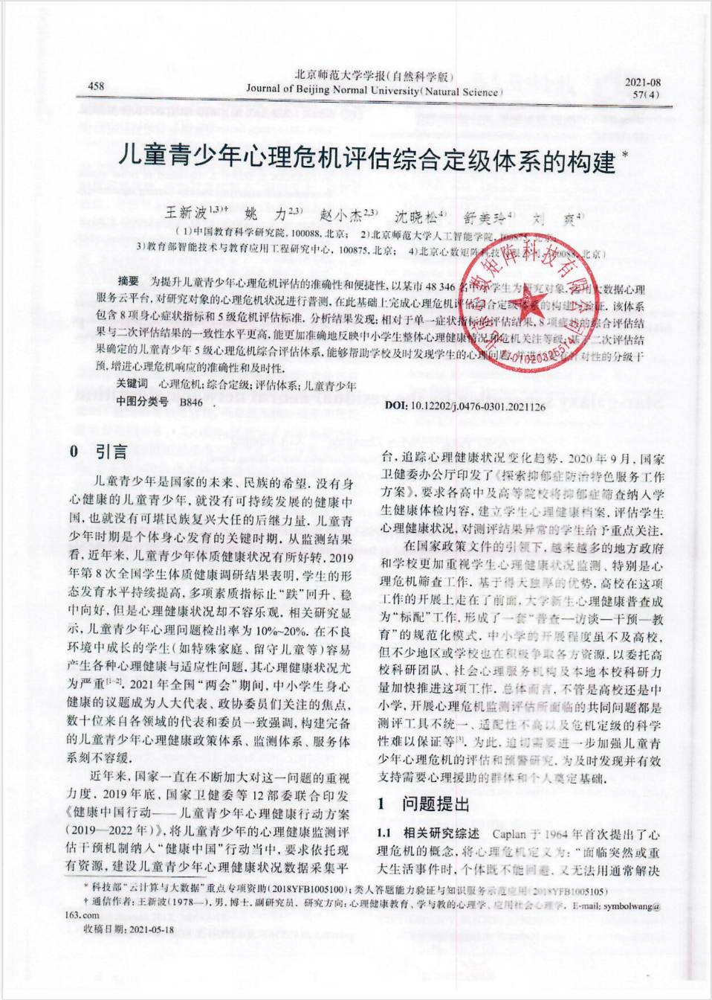 458
北京师范大学学报(自然科学版)
Journal of Beijing Normal University(Natural Science)
2021-08
57(4)
儿童青少年心理危机评估综合定级体系的构建*
王新波1,3)† 姚 力2,3) 赵小杰2,3) 沈晓松4) 舒美玲4) 刘 爽4)
( 1)中国教育科学研究院,100088,北京; 2)北京师范大学人工智能学院,100875,北京;
3)教育部智能技术与教育应用工程研究中心,100875,北京; 4)北京心数矩阵科技有限公司,100088,北京)
摘要 为提升儿童青少年心理危机评估的准确性和便捷性,以某市 48 346 名中小学生为研究对象,运用大数据心理
服务云平台,对研究对象的心理危机状况进行普测,在此基础上完成心理危机评估综合定级体系的构建与验证.该体系
包含 8 项身心症状指标和 5 级危机评估标准.分析结果发现:相对于单一症状指标的评估结果,8 项症状的综合评估结
果与二次评估结果的一致性水平更高,能更加准确地反映中小学生整体心理健康情况和危机关注等级;基于二次评估结
果确定的儿童青少年 5 级心理危机综合评估体系,能够帮助学校及时发现学生的心理问题,并进行更有针对性的分级干
预,增进心理危机响应的准确性和及时性.
关键词 心理危机;综合定级;评估体系;儿童青少年
中图分类号 B846
DOI: 10.12202/j.0476-0301.2021126
0 引言
儿童青少年是国家的未来、民族的希望.没有身
心健康的儿童青少年,就没有可持续发展的健康中
国,也就没有可堪民族复兴大任的后继力量.儿童青
少年时期是个体身心发育的关键时期.从监测结果
看,近年来,儿童青少年体质健康状况有所好转,2019
年第 8 次全国学生体质健康调研结果表明,学生的形
态发育水平持续提高,多项素质指标止“跌”回升、稳
中向好,但是心理健康状况却不容乐观.相关研究显
示,儿童青少年心理问题检出率为 10%~20%.在不良
环境中成长的学生(如特殊家庭、留守儿童等)容易
产生各种心理健康与适应性问题,其心理健康状况尤
为严重[1-2].2021 年全国“两会”期间,中小学生身心
健康的议题成为人大代表、政协委员们关注的焦点,
数十位来自各领域的代表和委员一致强调,构建完备
的儿童青少年心理健康政策体系、监测体系、服务体
系刻不容缓.
近年来,国家一直在不断加大对这一问题的重视
力度.2019 年底,国家卫健委等 12 部委联合印发
《健康中国行动——儿童青少年心理健康行动方案
(2019—2022 年)》,将儿童青少年的心理健康监测评
估干预机制纳入“健康中国”行动当中,要求依托现
有资源,建设儿童青少年心理健康状况数据采集平
台,追踪心理健康状况变化趋势.2020 年 9 月,国家
卫健委办公厅印发了《探索抑郁症防治特色服务工作
方案》,要求各高中及高等院校将抑郁症筛查纳入学
生健康体检内容,建立学生心理健康档案,评估学生
心理健康状况,对测评结果异常的学生给予重点关注.
在国家政策文件的引领下,越来越多的地方政府
和学校更加重视学生心理健康状况监测、特别是心
理危机筛查工作.基于得天独厚的优势,高校在这项
工作的开展上走在了前面,大学新生心理健康普查成
为“标配”工作,形成了一套“普查—访谈—干预—教
育”的规范化模式.中小学的开展程度虽不及高校,
但不少地区或学校也在积极争取各方资源,以委托高
校科研团队、社会心理服务机构及本地本校科研力
量加快推进这项工作.总体而言,不管是高校还是中
小学,开展心理危机监测评估所面临的共同问题都是
测评工具不统一、适配性不高以及危机定级的科学
性难以保证等[3].为此,迫切需要进一步加强儿童青
少年心理危机的评估和预警研究,为及时发现并有效
支持需要心理援助的群体和个人奠定基础.
1 问题提出
1.1 相关研究综述 Caplan 于 1964 年首次提出了心
理危机的概念,将心理危机定义为:“面临突然或重
大生活事件时,个体既不能回避,又无法用通常解决
* 科技部“云计算与大数据”重点专项资助(2018YFB1005100);类人答题能力验证与知识服务示范应用(2018YFB1005105)
† 通信作者:王新波(1978—),男,博士,副研究员.研究方向:心理健康教育、学与教的心理学、应用社会心理学.E-mail: symbolwang@
163.com
收稿日期:2021-05-18